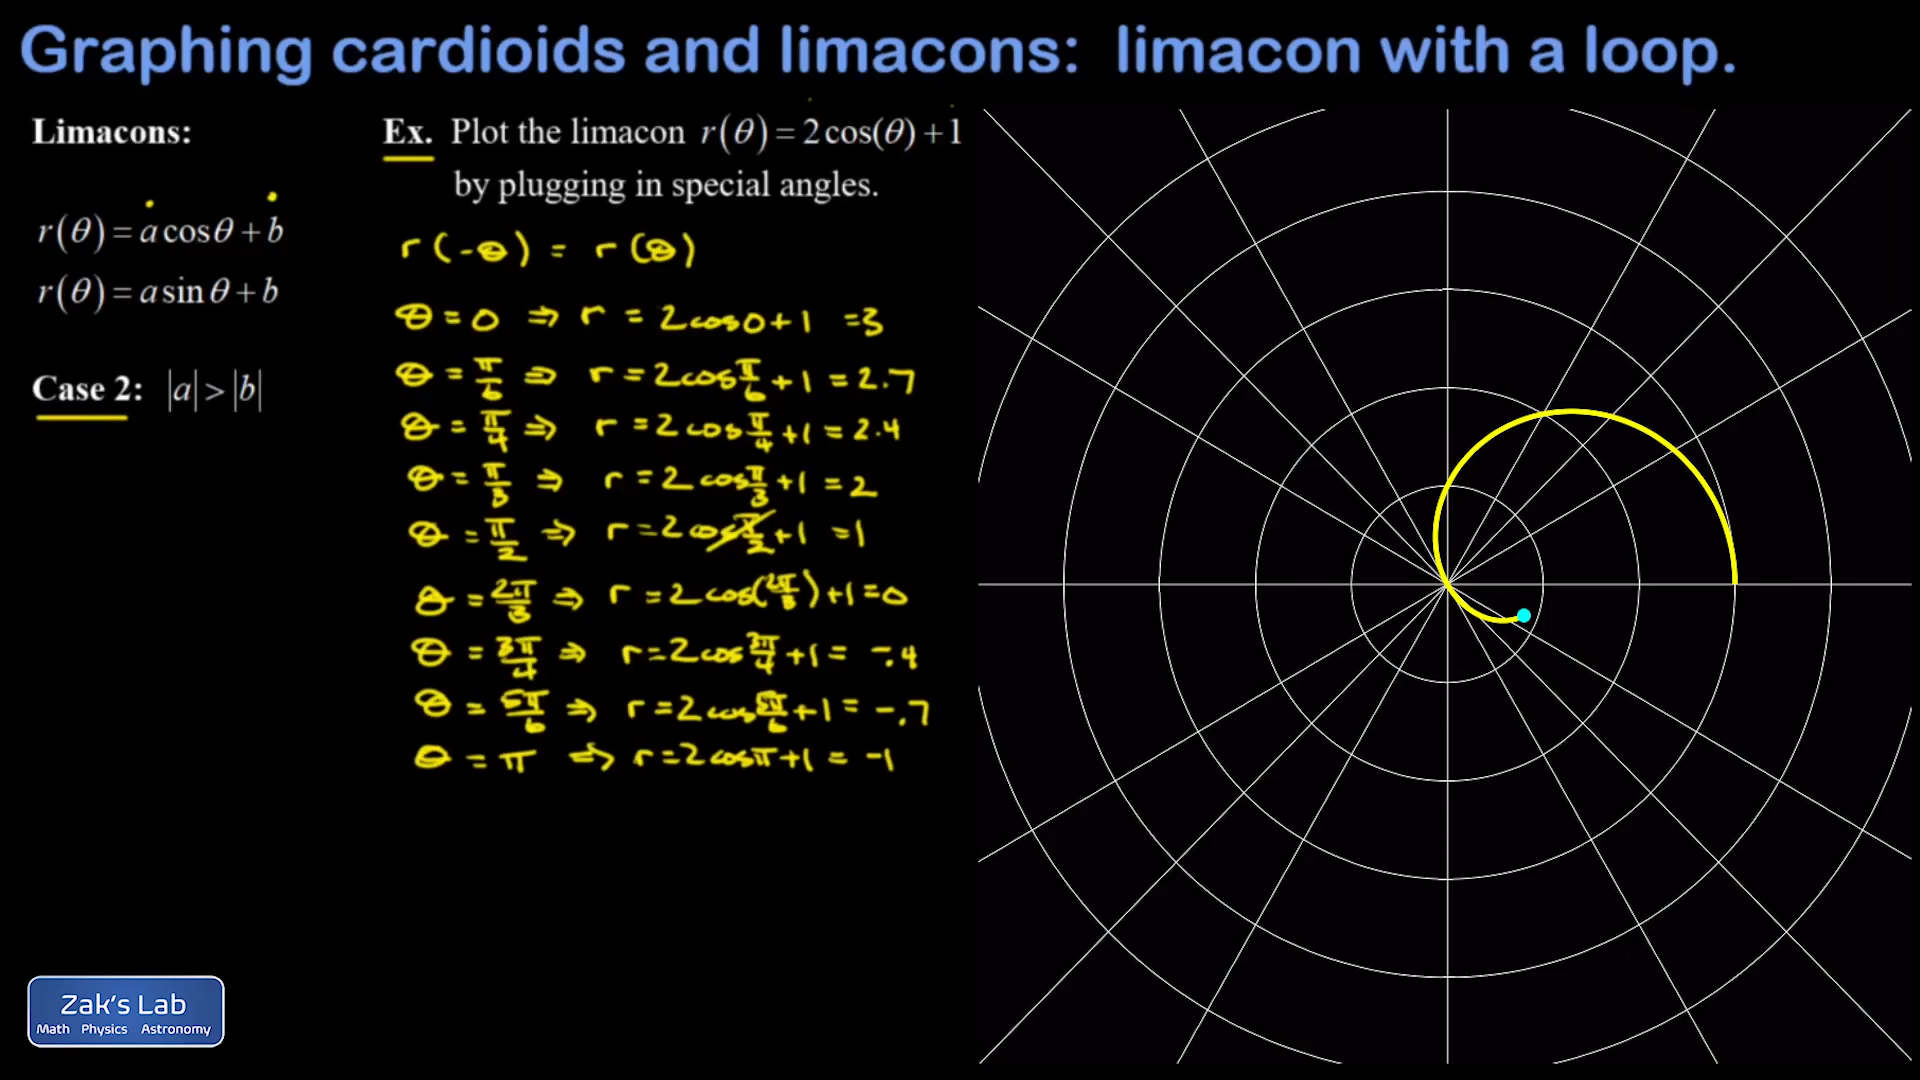 Graphing cardioids and limacons: limacon with a loop.
Limacons:
r(θ) = a cosθ + b
r(θ) = a sinθ + b
Case 2: |a| > |b|
Ex. Plot the limacon r(θ) = 2 cos(θ) + 1
by plugging in special angles.
r(-θ) = r(θ)
θ = 0 ⇒ r = 2cos0+1 = 3
θ = π/6 ⇒ r = 2cos π/6 + 1 = 2.7
θ = π/4 ⇒ r = 2cos π/4 + 1 = 2.4
θ = π/3 ⇒ r = 2cos π/3 + 1 = 2
θ = π/2 ⇒ r = 2cos π/2 + 1 = 1
θ = 2π/3 ⇒ r = 2cos(2π/3) + 1 = 0
θ = 3π/4 ⇒ r = 2cos 3π/4 + 1 = -.4
θ = 5π/6 ⇒ r = 2cos 5π/6 + 1 = -.7
θ = π ⇒ r = 2cosπ + 1 = -1
Zak's Lab
Math Physics Astronomy